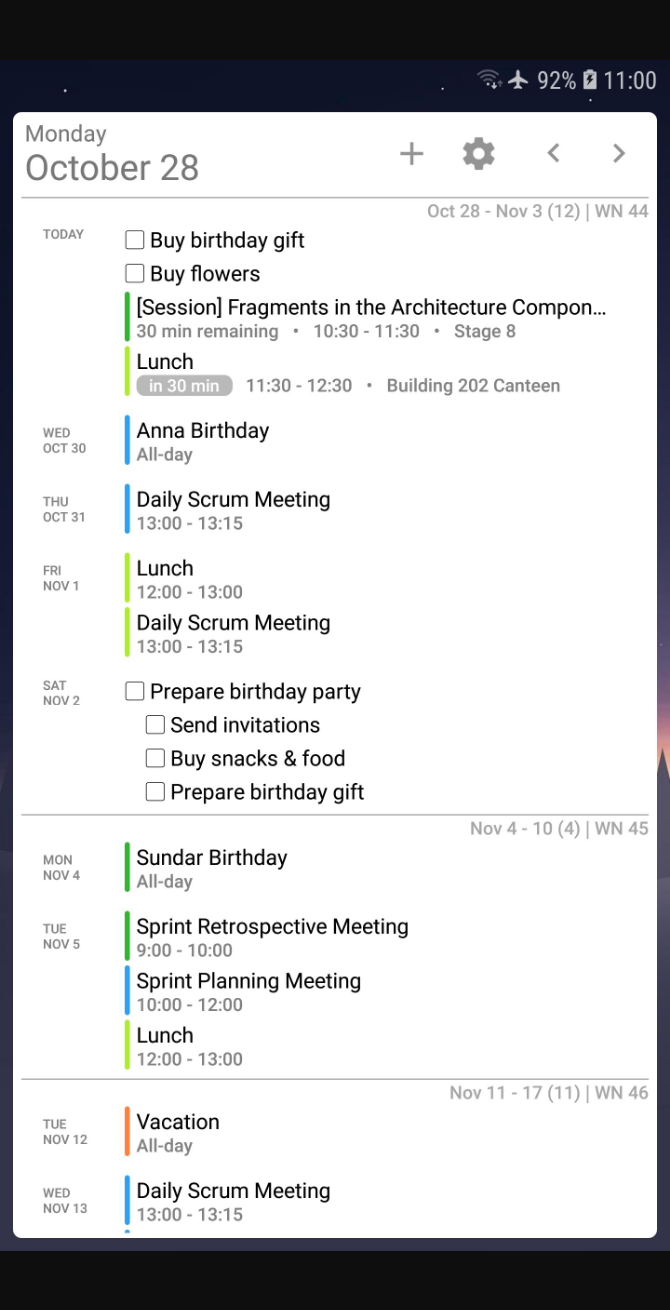 92% 11:00
Monday
October 28
Oct 28 - Nov 3 (12) | WN 44
TODAY
Buy birthday gift
Buy flowers
[Session] Fragments in the Architecture Compon...
30 min remaining • 10:30 - 11:30 • Stage 8
Lunch
in 30 min 11:30 - 12:30 • Building 202 Canteen
WED
OCT 30
Anna Birthday
All-day
THU
OCT 31
Daily Scrum Meeting
13:00 - 13:15
FRI
NOV 1
Lunch
12:00 - 13:00
Daily Scrum Meeting
13:00 - 13:15
SAT
NOV 2
Prepare birthday party
Send invitations
Buy snacks & food
Prepare birthday gift
Nov 4 - 10 (4) | WN 45
MON
NOV 4
Sundar Birthday
All-day
TUE
NOV 5
Sprint Retrospective Meeting
9:00 - 10:00
Sprint Planning Meeting
10:00 - 12:00
Lunch
12:00 - 13:00
Nov 11 - 17 (11) | WN 46
TUE
NOV 12
Vacation
All-day
WED
NOV 13
Daily Scrum Meeting
13:00 - 13:15